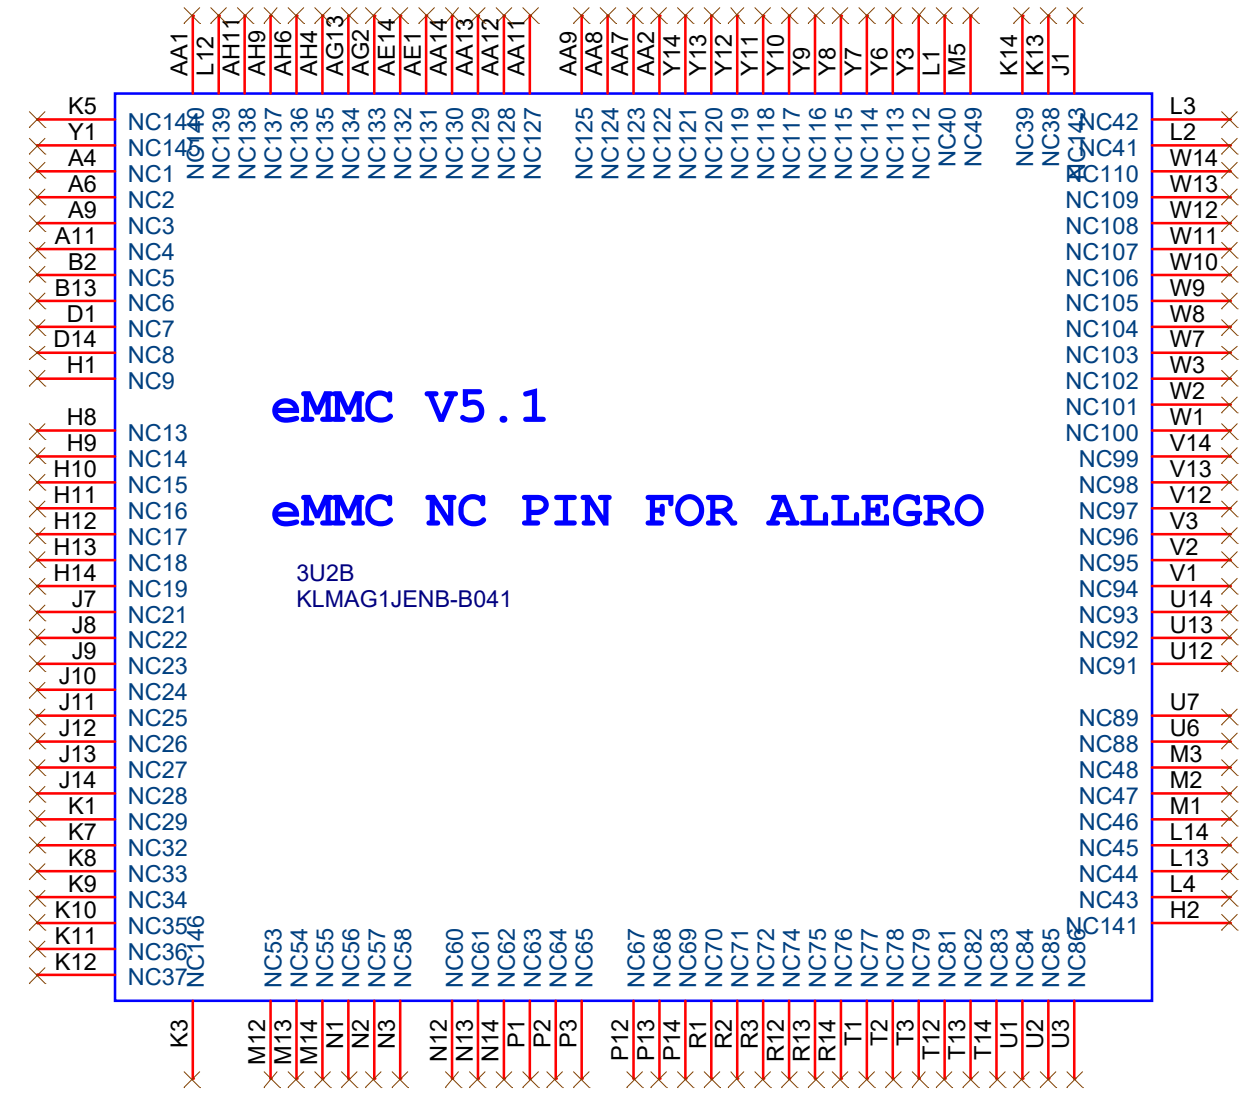 AA1 L12 AH11 AH9 AH6 AH4 AG13 AG2 AE14 AE1 AA14 AA13 AA12 AA11 AA9 AA8 AA7 AA2 Y14 Y13 Y12 Y11 Y10 Y9 Y8 Y7 Y6 Y3 L1 M5 K14 K13 J1
NC140 NC139 NC138 NC137 NC136 NC135 NC134 NC133 NC132 NC131 NC130 NC129 NC128 NC127 NC125 NC124 NC123 NC122 NC121 NC120 NC119 NC118 NC117 NC116 NC115 NC114 NC113 NC112 NC40 NC49 NC39 NC38 NC143
K5 NC144
Y1 NC145
A4 NC1
A6 NC2
A9 NC3
A11 NC4
B2 NC5
B13 NC6
D1 NC7
D14 NC8
H1 NC9
H8 NC13
H9 NC14
H10 NC15
H11 NC16
H12 NC17
H13 NC18
H14 NC19
J7 NC21
J8 NC22
J9 NC23
J10 NC24
J11 NC25
J12 NC26
J13 NC27
J14 NC28
K1 NC29
K7 NC32
K8 NC33
K9 NC34
K10 NC35
K11 NC36
K12 NC37
eMMC V5.1
eMMC NC PIN FOR ALLEGRO
3U2B
KLMAG1JENB-B041
NC42 L3
NC41 L2
NC110 W14
NC109 W13
NC108 W12
NC107 W11
NC106 W10
NC105 W9
NC104 W8
NC103 W7
NC102 W3
NC101 W2
NC100 W1
NC99 V14
NC98 V13
NC97 V12
NC96 V3
NC95 V2
NC94 V1
NC93 U14
NC92 U13
NC91 U12
NC89 U7
NC88 U6
NC48 M3
NC47 M2
NC46 M1
NC45 L14
NC44 L13
NC43 L4
NC141 H2
NC146 NC53 NC54 NC55 NC56 NC57 NC58 NC60 NC61 NC62 NC63 NC64 NC65 NC67 NC68 NC69 NC70 NC71 NC72 NC74 NC75 NC76 NC77 NC78 NC79 NC81 NC82 NC83 NC84 NC85 NC86
K3 M12 M13 M14 N1 N2 N3 N12 N13 N14 P1 P2 P3 P12 P13 P14 R1 R2 R3 R12 R13 R14 T1 T2 T3 T12 T13 T14 U1 U2 U3